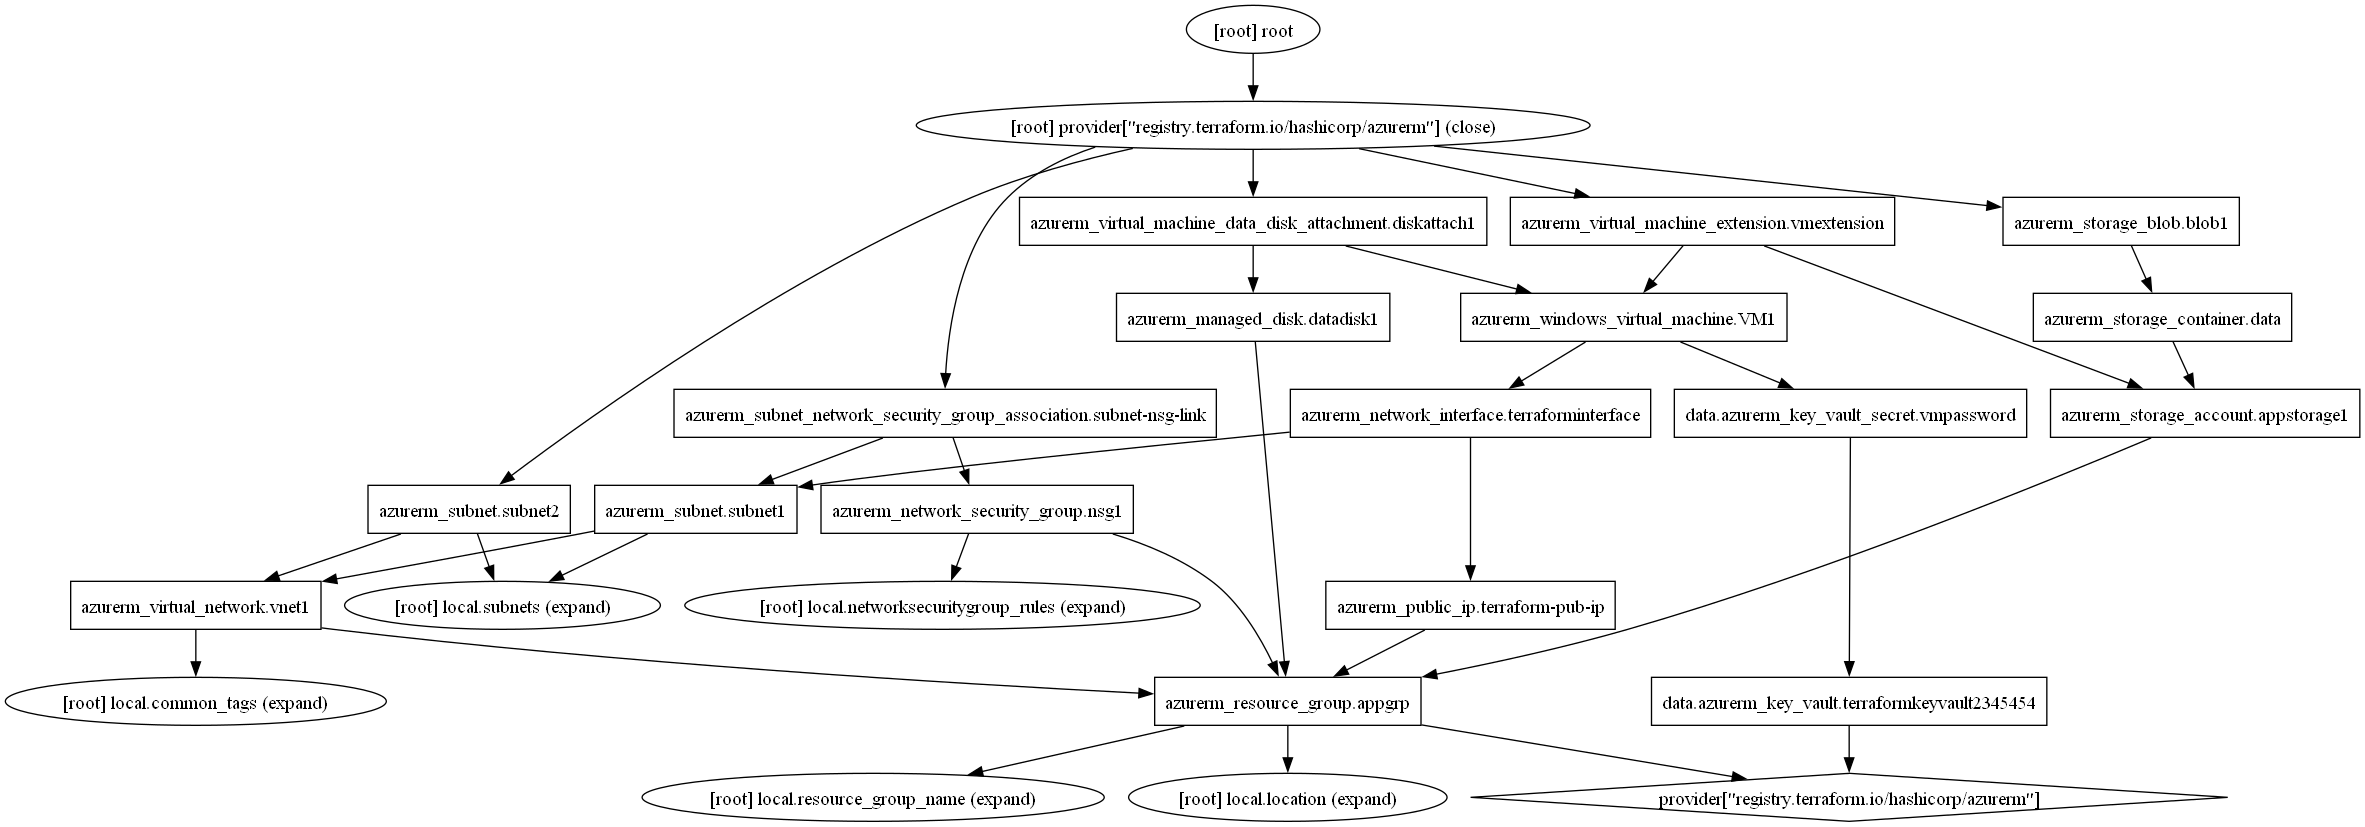 [root] root
[root] provider["registry.terraform.io/hashicorp/azurerm"] (close)
azurerm_virtual_machine_data_disk_attachment.diskattach1
azurerm_virtual_machine_extension.vmextension
azurerm_storage_blob.blob1
azurerm_managed_disk.datadisk1
azurerm_windows_virtual_machine.VM1
azurerm_storage_container.data
azurerm_subnet_network_security_group_association.subnet-nsg-link
azurerm_network_interface.terraforminterface
data.azurerm_key_vault_secret.vmpassword
azurerm_storage_account.appstorage1
azurerm_subnet.subnet2
azurerm_subnet.subnet1
azurerm_network_security_group.nsg1
azurerm_virtual_network.vnet1
[root] local.subnets (expand)
[root] local.networksecuritygroup_rules (expand)
azurerm_public_ip.terraform-pub-ip
[root] local.common_tags (expand)
azurerm_resource_group.appgrp
data.azurerm_key_vault.terraformkeyvault2345454
[root] local.resource_group_name (expand)
[root] local.location (expand)
provider["registry.terraform.io/hashicorp/azurerm"]